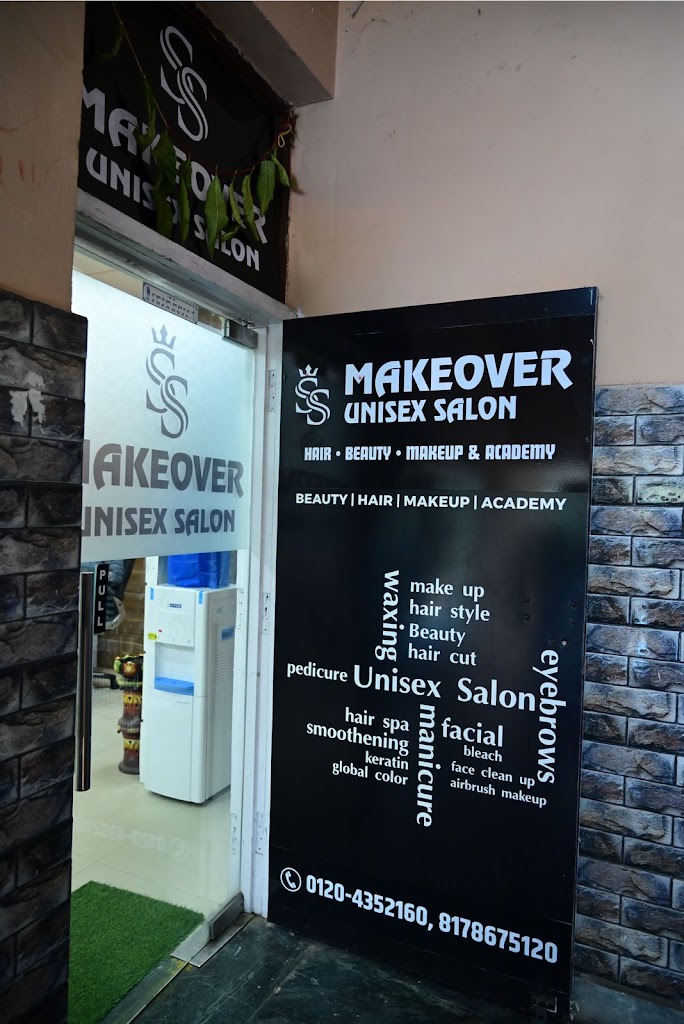 SS
MAKEOVER
UNISEX SALON
SS
MAKEOVER
UNISEX SALON
PULL
SS
MAKEOVER
UNISEX SALON
HAIR • BEAUTY • MAKEUP & ACADEMY
BEAUTY | HAIR | MAKEUP | ACADEMY
waxing
make up
hair style
Beauty
hair cut
eyebrows
pedicure
Unisex Salon
hair spa
smoothening
keratin
global color
manicure
facial
bleach
face clean up
airbrush makeup
0120-4352160, 8178675120